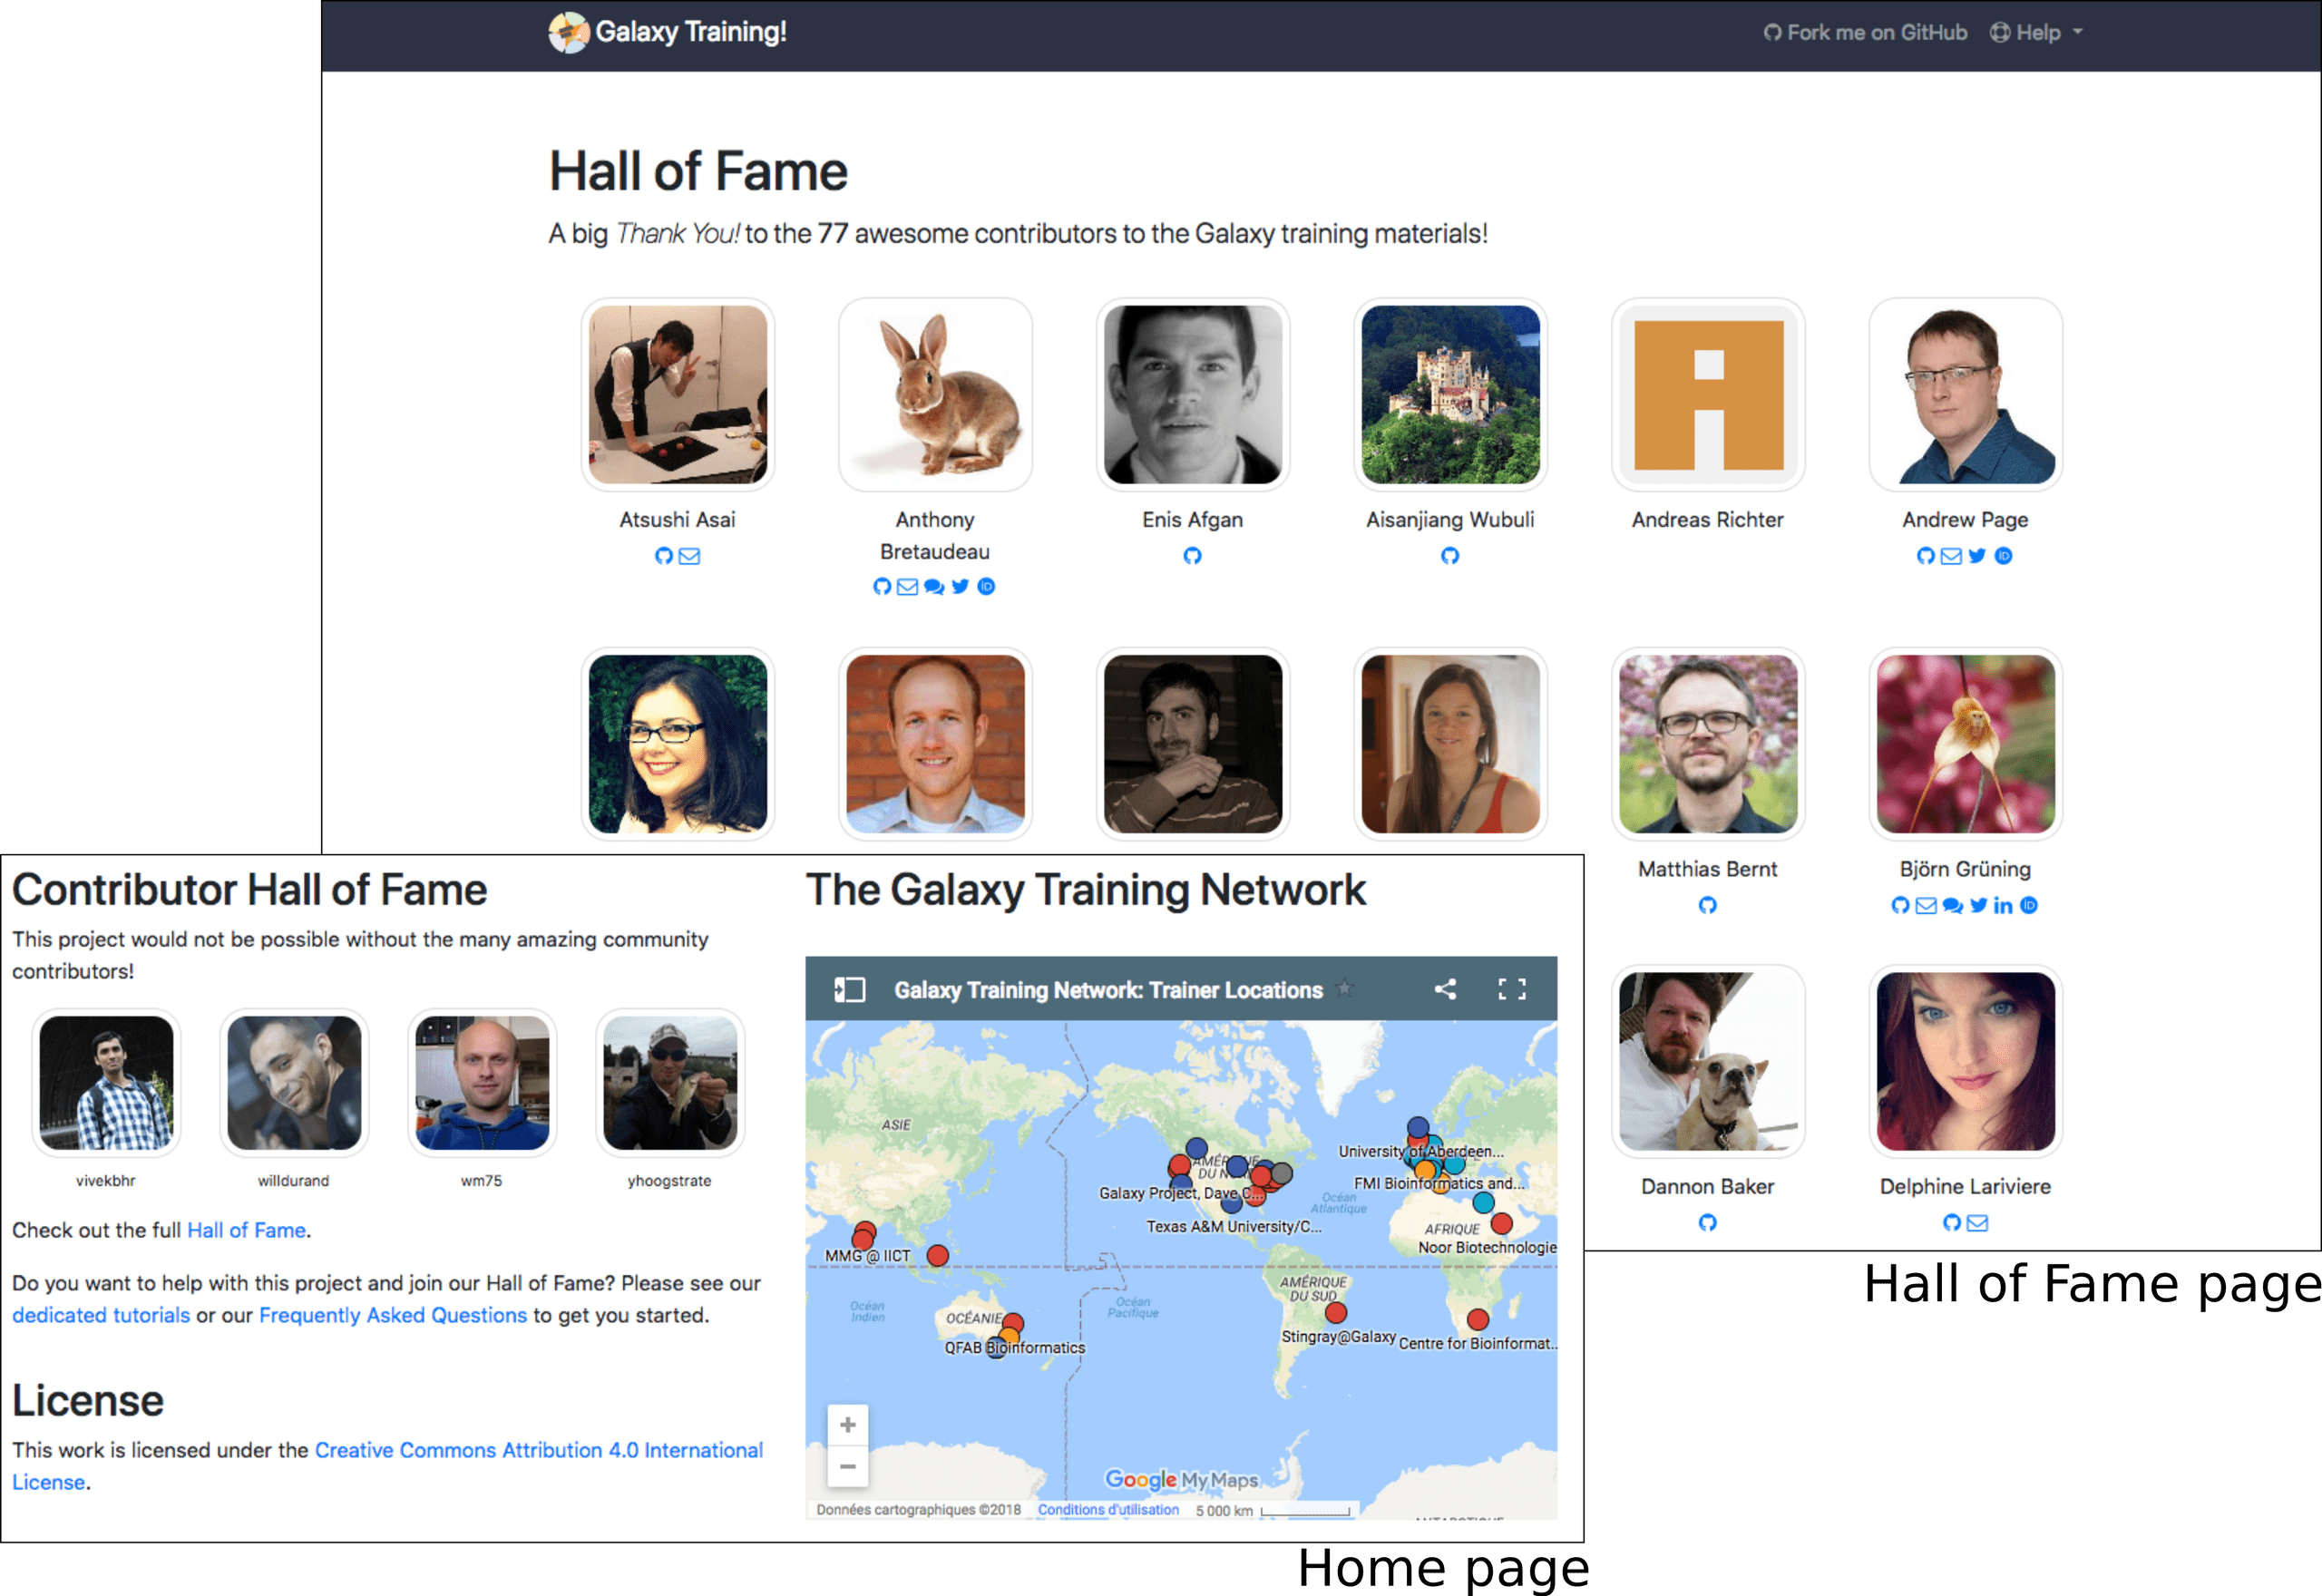 Galaxy Training!
Fork me on GitHub
Help
Hall of Fame
A big Thank You! to the 77 awesome contributors to the Galaxy training materials!
Atsushi Asai
Anthony
Bretaudeau
Enis Afgan
Aisanjiang Wubuli
Andreas Richter
Andrew Page
Matthias Bernt
Björn Grüning
Dannon Baker
Delphine Lariviere
Hall of Fame page
Contributor Hall of Fame
This project would not be possible without the many amazing community
contributors!
vivekbhr
willdurand
wm75
yhoogstrate
Check out the full Hall of Fame.
Do you want to help with this project and join our Hall of Fame? Please see our
dedicated tutorials or our Frequently Asked Questions to get you started.
License
This work is licensed under the Creative Commons Attribution 4.0 International
License.
The Galaxy Training Network
Galaxy Training Network: Trainer Locations
ASIE
University of Aberdeen...
FMI Bioinformatics and...
Galaxy Project, Dave C...
Océan
Atlantique
Texas A&M University/C...
AFRIQUE
Noor Biotechnologie
MMG @ IICT
AMÉRIQUE
DU SUD
Océan
Indien
Océan
Pacifique
OCÉANIE
Stingray@Galaxy
Centre for Bioinformat...
QFAB Bioinformatics
Google My Maps
Données cartographiques ©2018
Conditions d'utilisation
5 000 km
Home page